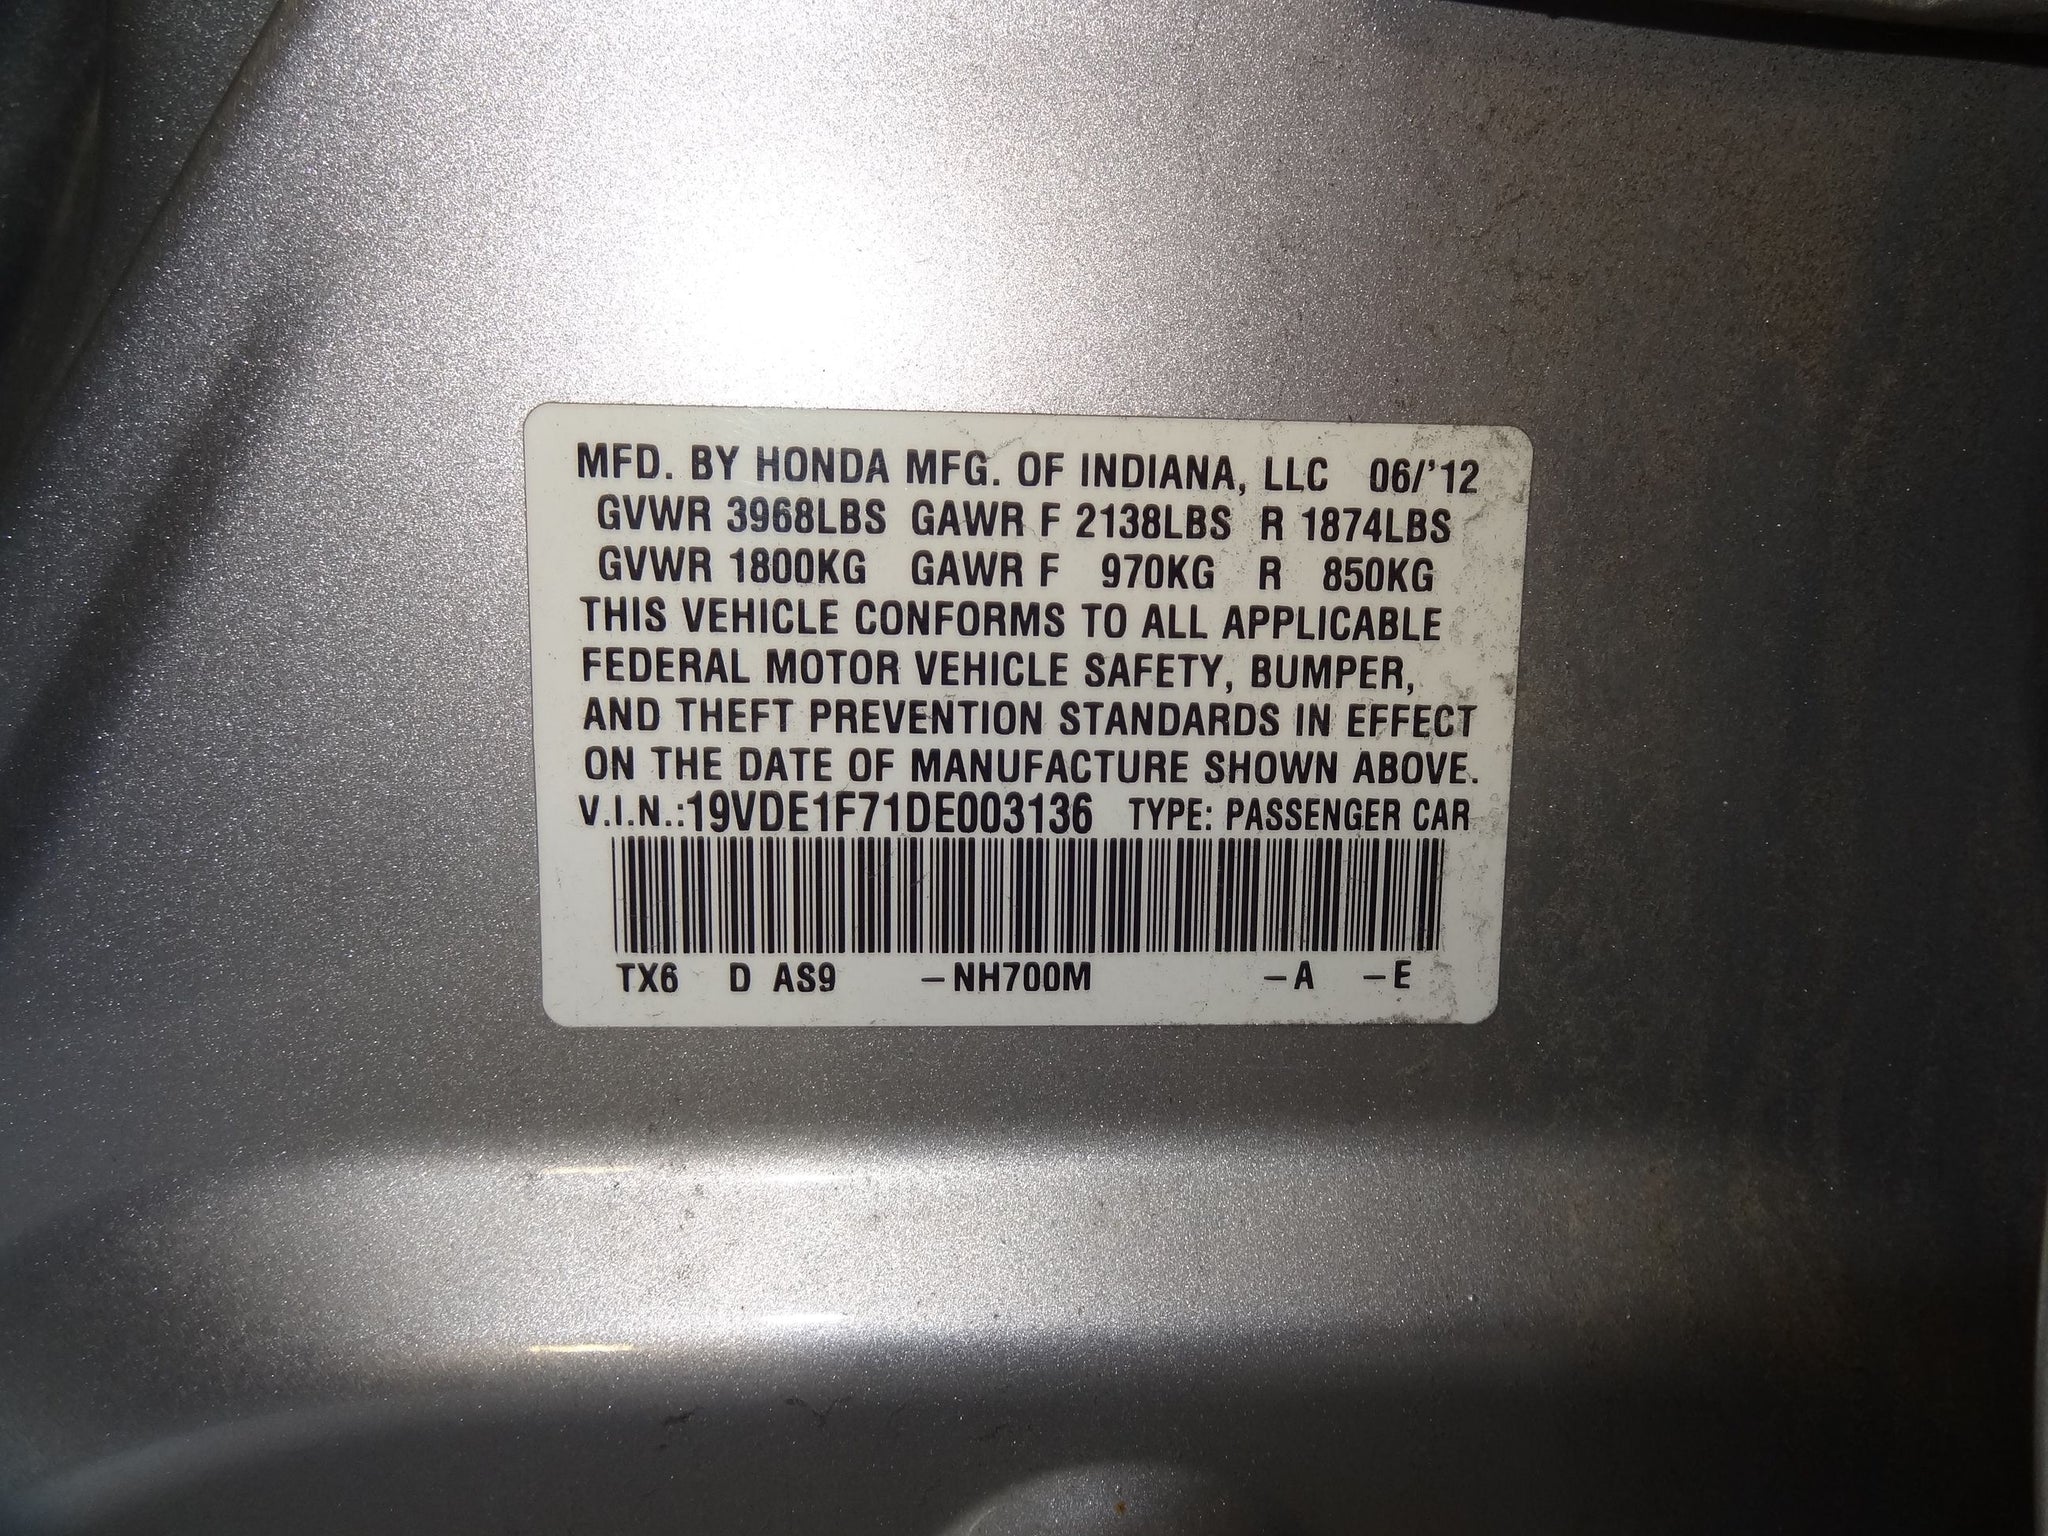 MFD. BY HONDA MFG. OF INDIANA, LLC 06/'12
GVWR 3968LBS GAWR F 2138LBS R 1874LBS
GVWR 1800KG GAWR F 970KG R 850KG
THIS VEHICLE CONFORMS TO ALL APPLICABLE
FEDERAL MOTOR VEHICLE SAFETY, BUMPER,
AND THEFT PREVENTION STANDARDS IN EFFECT
ON THE DATE OF MANUFACTURE SHOWN ABOVE.
V.I.N.:19VDE1F71DE003136 TYPE: PASSENGER CAR
TX6 D AS9 –NH700M –A –E